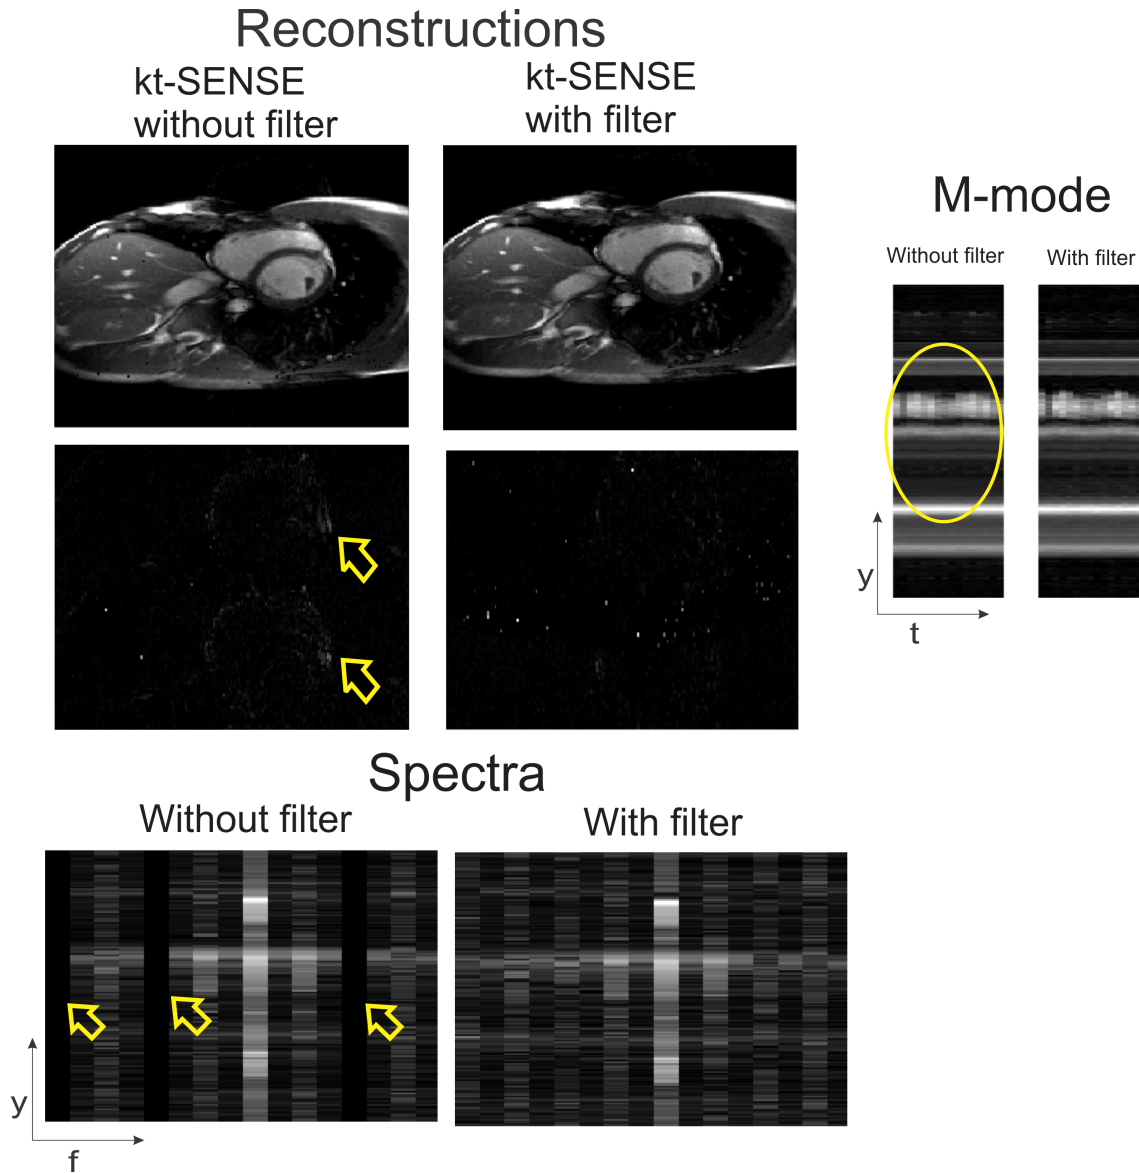 Reconstructions
kt-SENSE
without filter
kt-SENSE
with filter
M-mode
Without filter
With filter
y
t
Spectra
Without filter
With filter
y
f